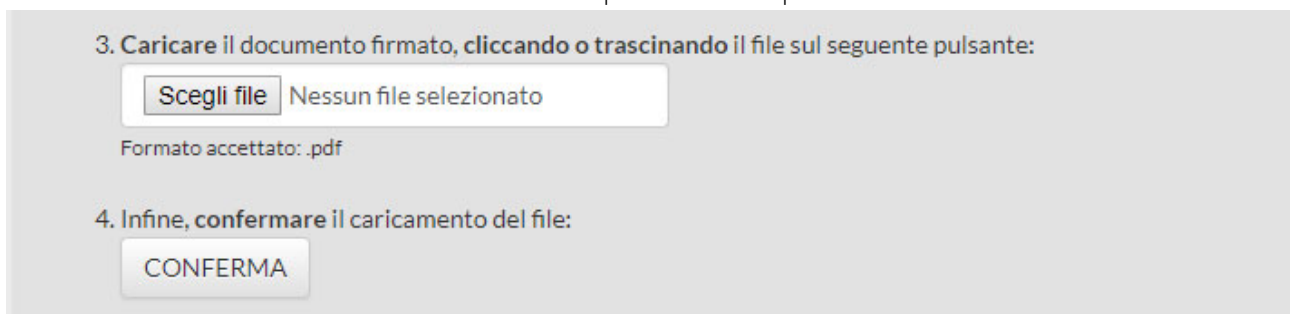 3. Caricare il documento firmato, cliccando o trascinando il file sul seguente pulsante:
Scegli file Nessun file selezionato
Formato accettato: .pdf
4. Infine, confermare il caricamento del file:
CONFERMA